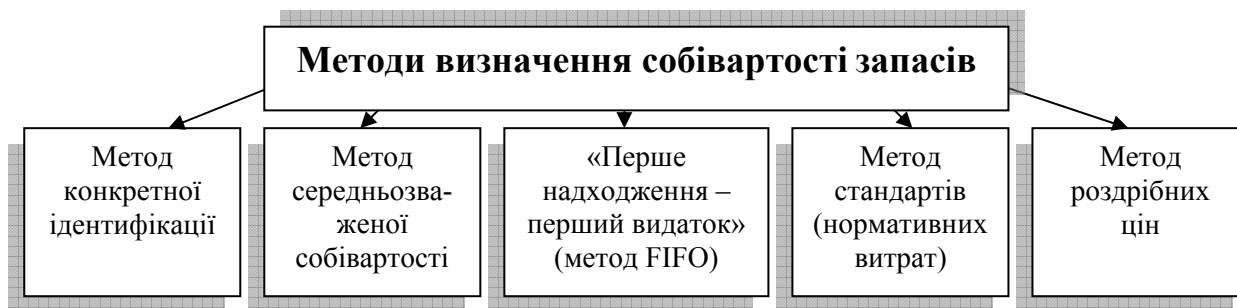 Методи визначення собівартості запасів
Метод
конкретної
ідентифікації
Метод
середньозва-
женої
собівартості
«Перше
надходження –
перший видаток»
(метод FIFO)
Метод
стандартів
(нормативних
витрат)
Метод
роздрібних
цін